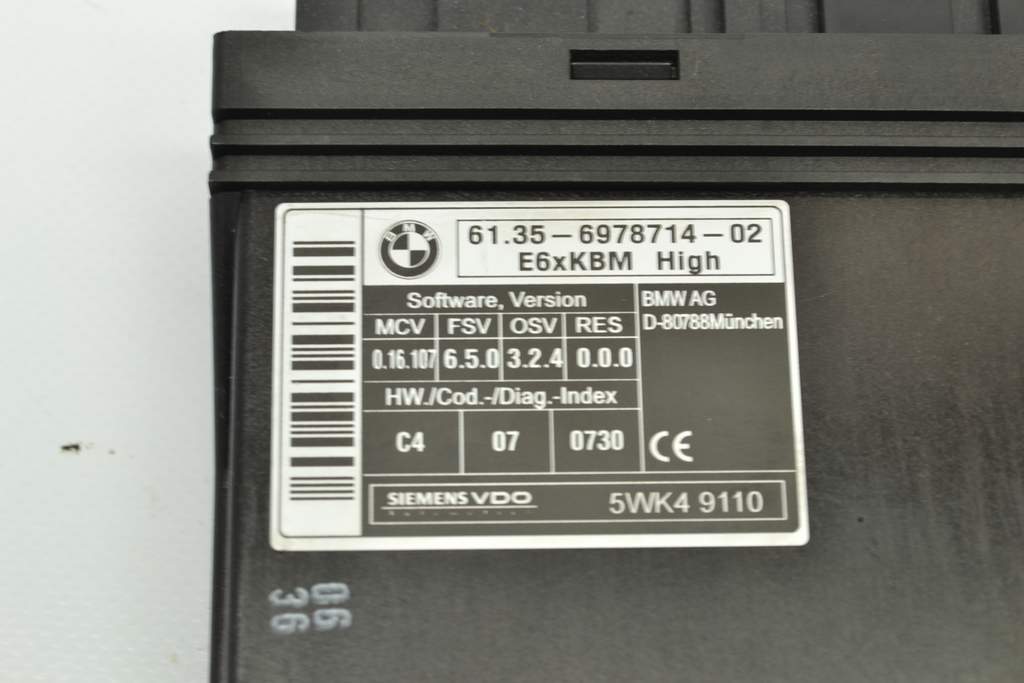 BMW
61.35-6978714-02
E6xKBM High
Software, Version
MCV FSV OSV RES
0.16.107 6.5.0 3.2.4 0.0.0
HW./Cod.-/Diag.-Index
C4 07 0730
BMW AG
D-80788München
CE
SIEMENS VDO
Automotive
5WK4 9110
06
36